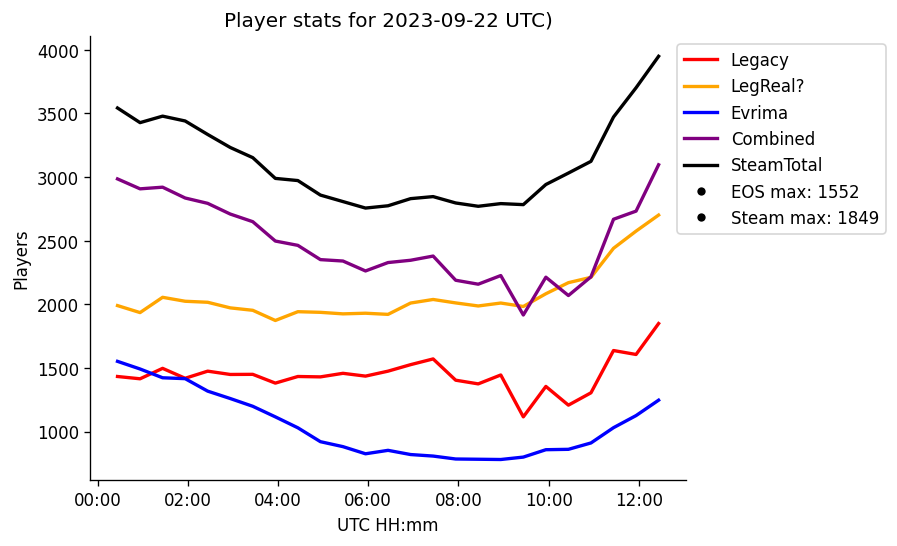 Player stats for 2023-09-22 UTC)
4000
3500
3000
2500
2000
1500
1000
Players
00:00
02:00
04:00
06:00
08:00
10:00
12:00
UTC HH:mm
Legacy
LegReal?
Evrima
Combined
SteamTotal
EOS max: 1552
Steam max: 1849